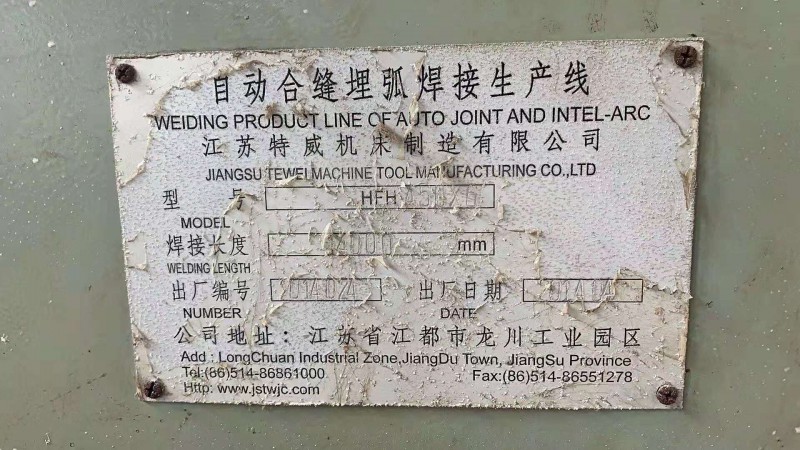 自动合缝埋弧焊接生产线
WEIDING PRODUCT LINE OF AUTO JOINT AND INTEL-ARC
江苏特威机床制造有限公司
JIANGSU TEWEI MACHINE TOOL MANUFACTURING CO.,LTD
型 号 HFH
MODEL
焊接长度 mm
WELDING LENGTH
出厂编号 2014024 出厂日期 2014.04
NUMBER DATE
公司地址: 江苏省江都市龙川工业园区
Add : LongChuan Industrial Zone,JiangDu Town, JiangSu Province
Tel:(86)514-86861000 Fax:(86)514-86551278
Http: www.jstwjc.com